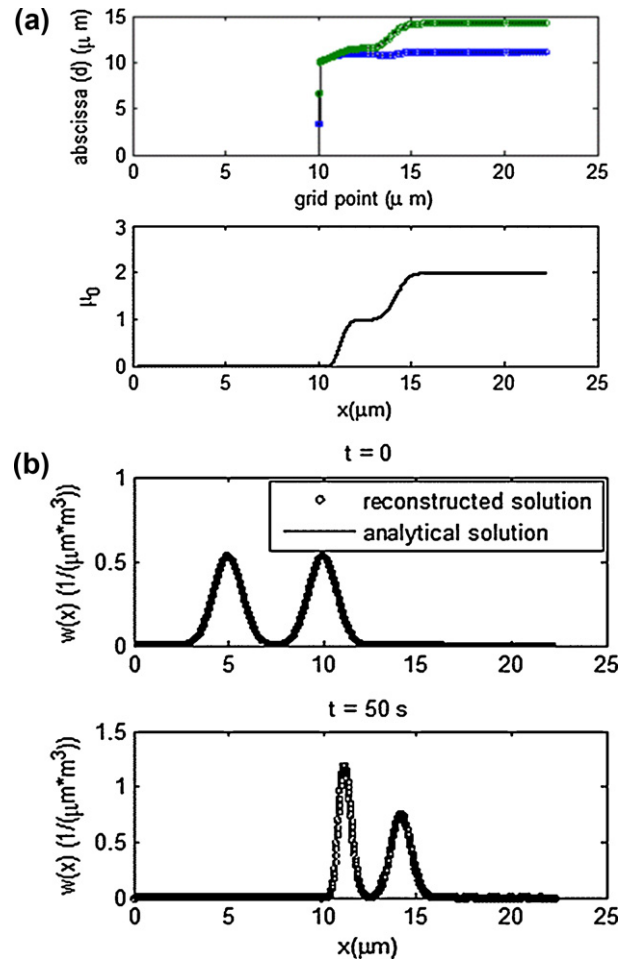 (a)
abscissa (d) (μ m)
15
10
5
0
0 5 10 15 20 25
grid point (μ m)
μ0
3
2
1
0
0 5 10 15 20 25
x(μm)
(b)
t = 0
w(x) (1/(μm*m³))
1
0.5
0
reconstructed solution
analytical solution
0 5 10 15 20 25
t = 50 s
w(x) (1/(μm*m³))
1.5
1
0.5
0
0 5 10 15 20 25
x(μm)